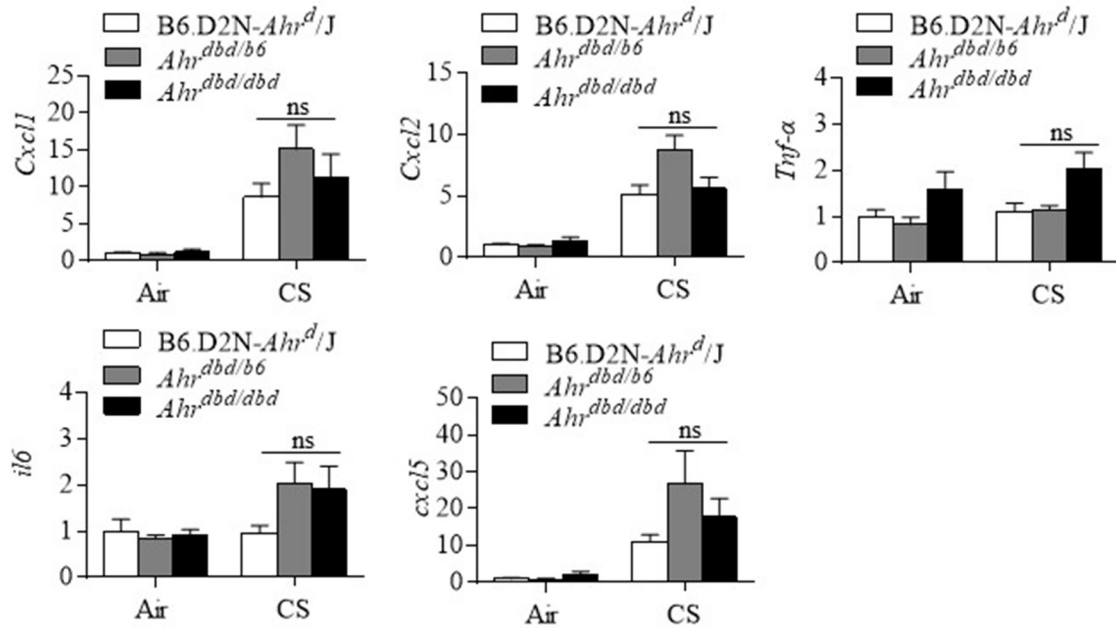 B6.D2N-Ahr^d/J
Ahr^dbd/b6
Ahr^dbd/dbd
Cxcl1
25
20
15
10
5
0
ns
Air
CS
B6.D2N-Ahr^d/J
Ahr^dbd/b6
Ahr^dbd/dbd
Cxcl2
15
10
5
0
ns
Air
CS
B6.D2N-Ahr^d/J
Ahr^dbd/b6
Ahr^dbd/dbd
Tnf-α
4
3
2
1
0
ns
Air
CS
B6.D2N-Ahr^d/J
Ahr^dbd/b6
Ahr^dbd/dbd
il6
4
3
2
1
0
ns
Air
CS
B6.D2N-Ahr^d/J
Ahr^dbd/b6
Ahr^dbd/dbd
cxcl5
50
40
30
20
10
0
ns
Air
CS